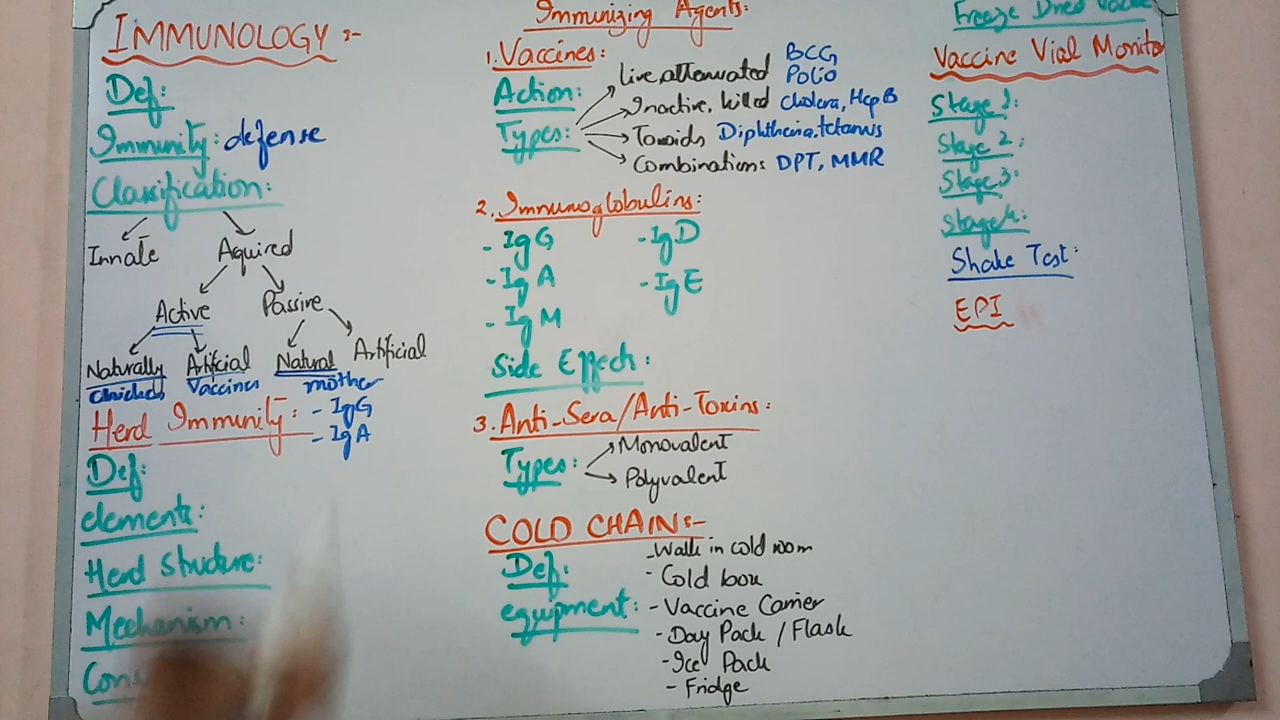 IMMUNOLOGY :-
Def:
Immunity: defense
Classification:
Innate Aquired
Active Passive
Naturally Artificial Natural Artificial
Vaccines mother
Herd Immunity: - IgG
- IgA
Def:
elements:
Herd Structure:
Mechanism:
Immunizing Agents:
1. Vaccines:
Action:
Types:
Live, attenuated BCG
Polio
Inactive, killed Cholera, Hep B
Toxoids Diphtheria, tetanus
Combinations: DPT, MMR
2. Immunoglobulins:
- IgG - IgD
- IgA - IgE
- IgM
Side Effects:
3. Anti-Sera/Anti-Toxins:
Types: Monovalent
Polyvalent
COLD CHAIN:-
Def:
equipment:
- Walk in cold room
- Cold box
- Vaccine Carrier
- Day Pack / Flask
- Ice Pack
- Fridge
Freeze Dried
Vaccine Vial Monitor
Stage 1:
Stage 2:
Stage 3:
Stage 4:
Shake Test:
EPI